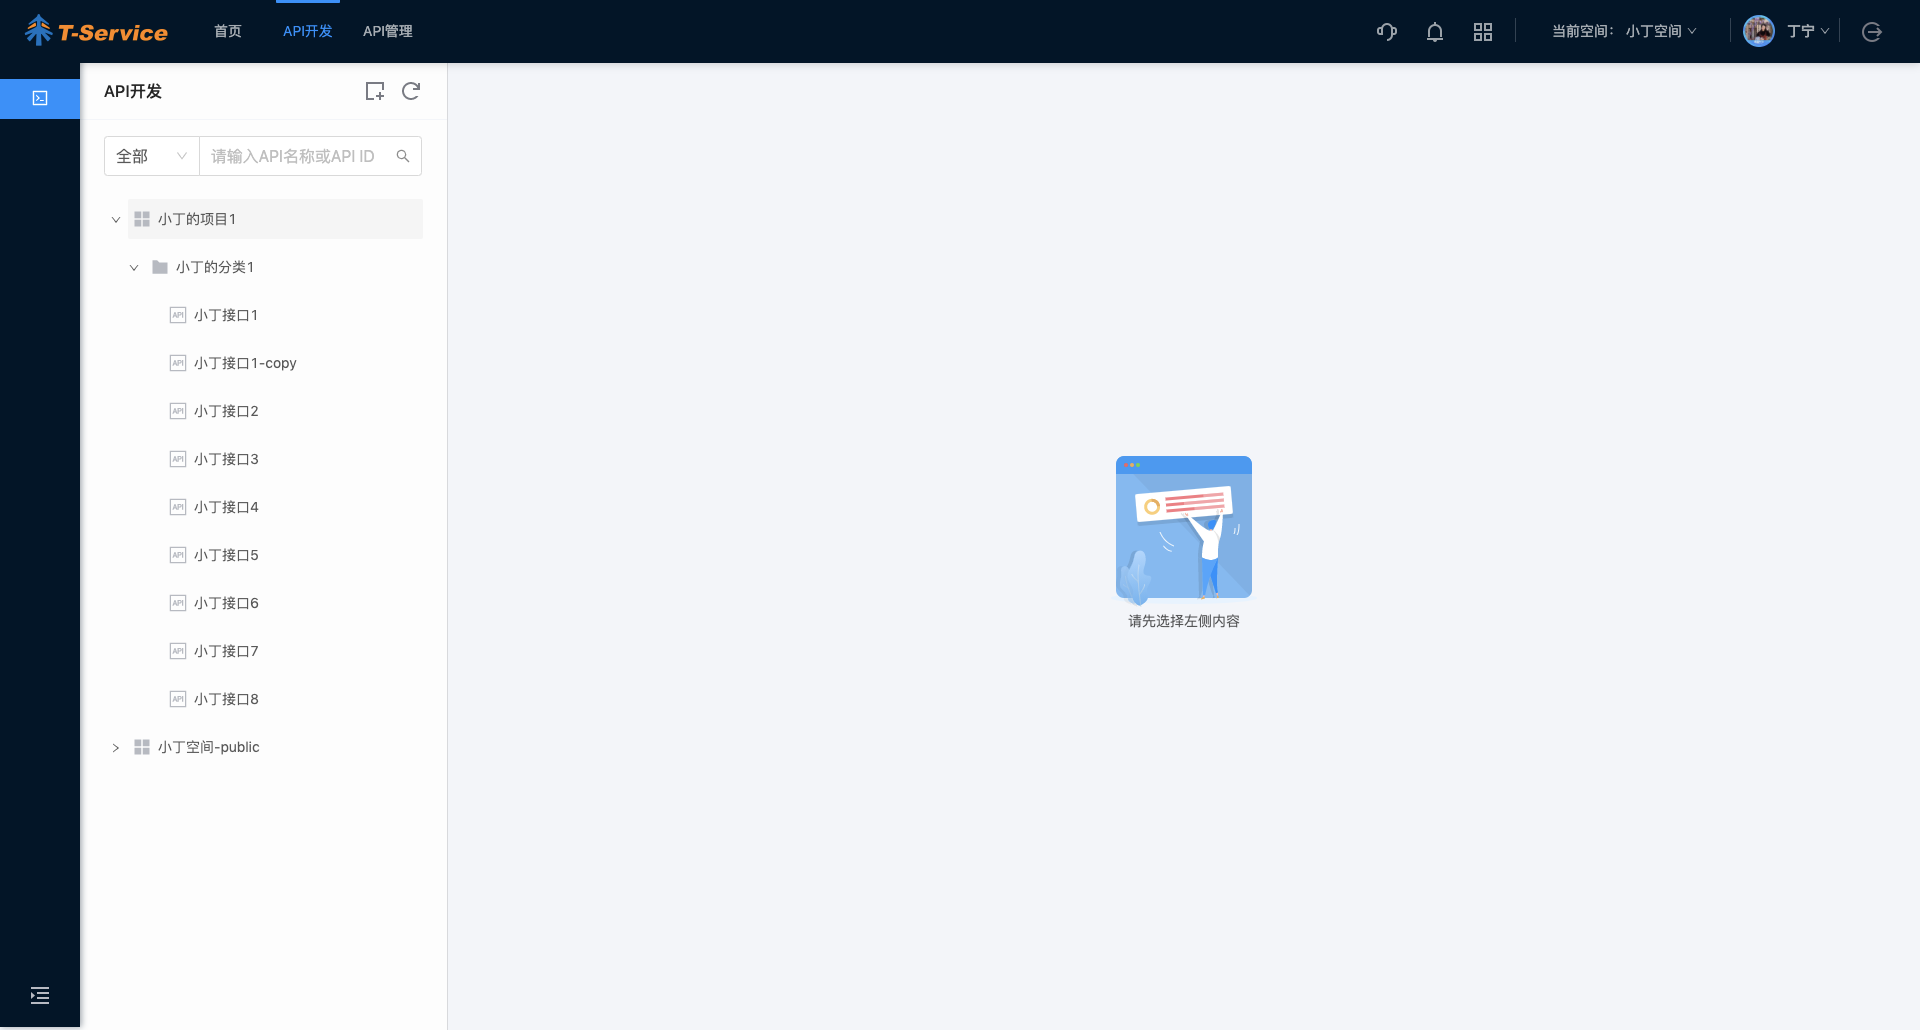 T-Service 首页 API开发 API管理 当前空间： 小丁空间 丁宁
API开发
全部 请输入API名称或API ID
小丁的项目1
小丁的分类1
API 小丁接口1
API 小丁接口1-copy
API 小丁接口2
API 小丁接口3
API 小丁接口4
API 小丁接口5
API 小丁接口6
API 小丁接口7
API 小丁接口8
小丁空间-public
请先选择左侧内容